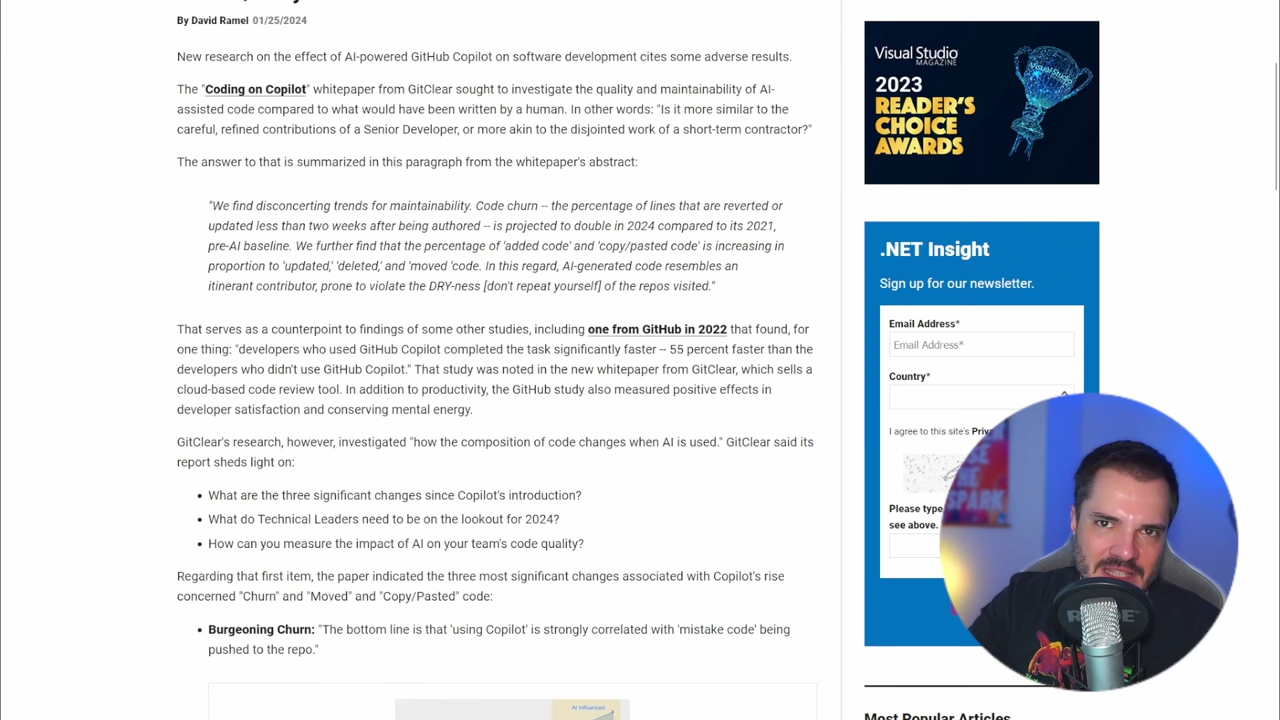 By David Ramel 01/25/2024
New research on the effect of AI-powered GitHub Copilot on software development cites some adverse results.
The "Coding on Copilot" whitepaper from GitClear sought to investigate the quality and maintainability of AI-
assisted code compared to what would have been written by a human. In other words: "Is it more similar to the
careful, refined contributions of a Senior Developer, or more akin to the disjointed work of a short-term contractor?"
The answer to that is summarized in this paragraph from the whitepaper's abstract:
"We find disconcerting trends for maintainability. Code churn -- the percentage of lines that are reverted or
updated less than two weeks after being authored -- is projected to double in 2024 compared to its 2021,
pre-AI baseline. We further find that the percentage of 'added code' and 'copy/pasted code' is increasing in
proportion to 'updated,' 'deleted,' and 'moved 'code. In this regard, AI-generated code resembles an
itinerant contributor, prone to violate the DRY-ness [don't repeat yourself] of the repos visited."
That serves as a counterpoint to findings of some other studies, including one from GitHub in 2022 that found, for
one thing: "developers who used GitHub Copilot completed the task significantly faster -- 55 percent faster than the
developers who didn't use GitHub Copilot." That study was noted in the new whitepaper from GitClear, which sells a
cloud-based code review tool. In addition to productivity, the GitHub study also measured positive effects in
developer satisfaction and conserving mental energy.
GitClear's research, however, investigated "how the composition of code changes when AI is used." GitClear said its
report sheds light on:
• What are the three significant changes since Copilot's introduction?
• What do Technical Leaders need to be on the lookout for 2024?
• How can you measure the impact of AI on your team's code quality?
Regarding that first item, the paper indicated the three most significant changes associated with Copilot's rise
concerned "Churn" and "Moved" and "Copy/Pasted" code:
• Burgeoning Churn: "The bottom line is that 'using Copilot' is strongly correlated with 'mistake code' being
pushed to the repo."
AI Influenced
Visual Studio
MAGAZINE
2023
READER'S
CHOICE
AWARDS
Visual Studio
.NET Insight
Sign up for our newsletter.
Email Address*
Email Address*
Country*
I agree to this site's
Please type
see above.
THE
SPARK
Most Popular Articles